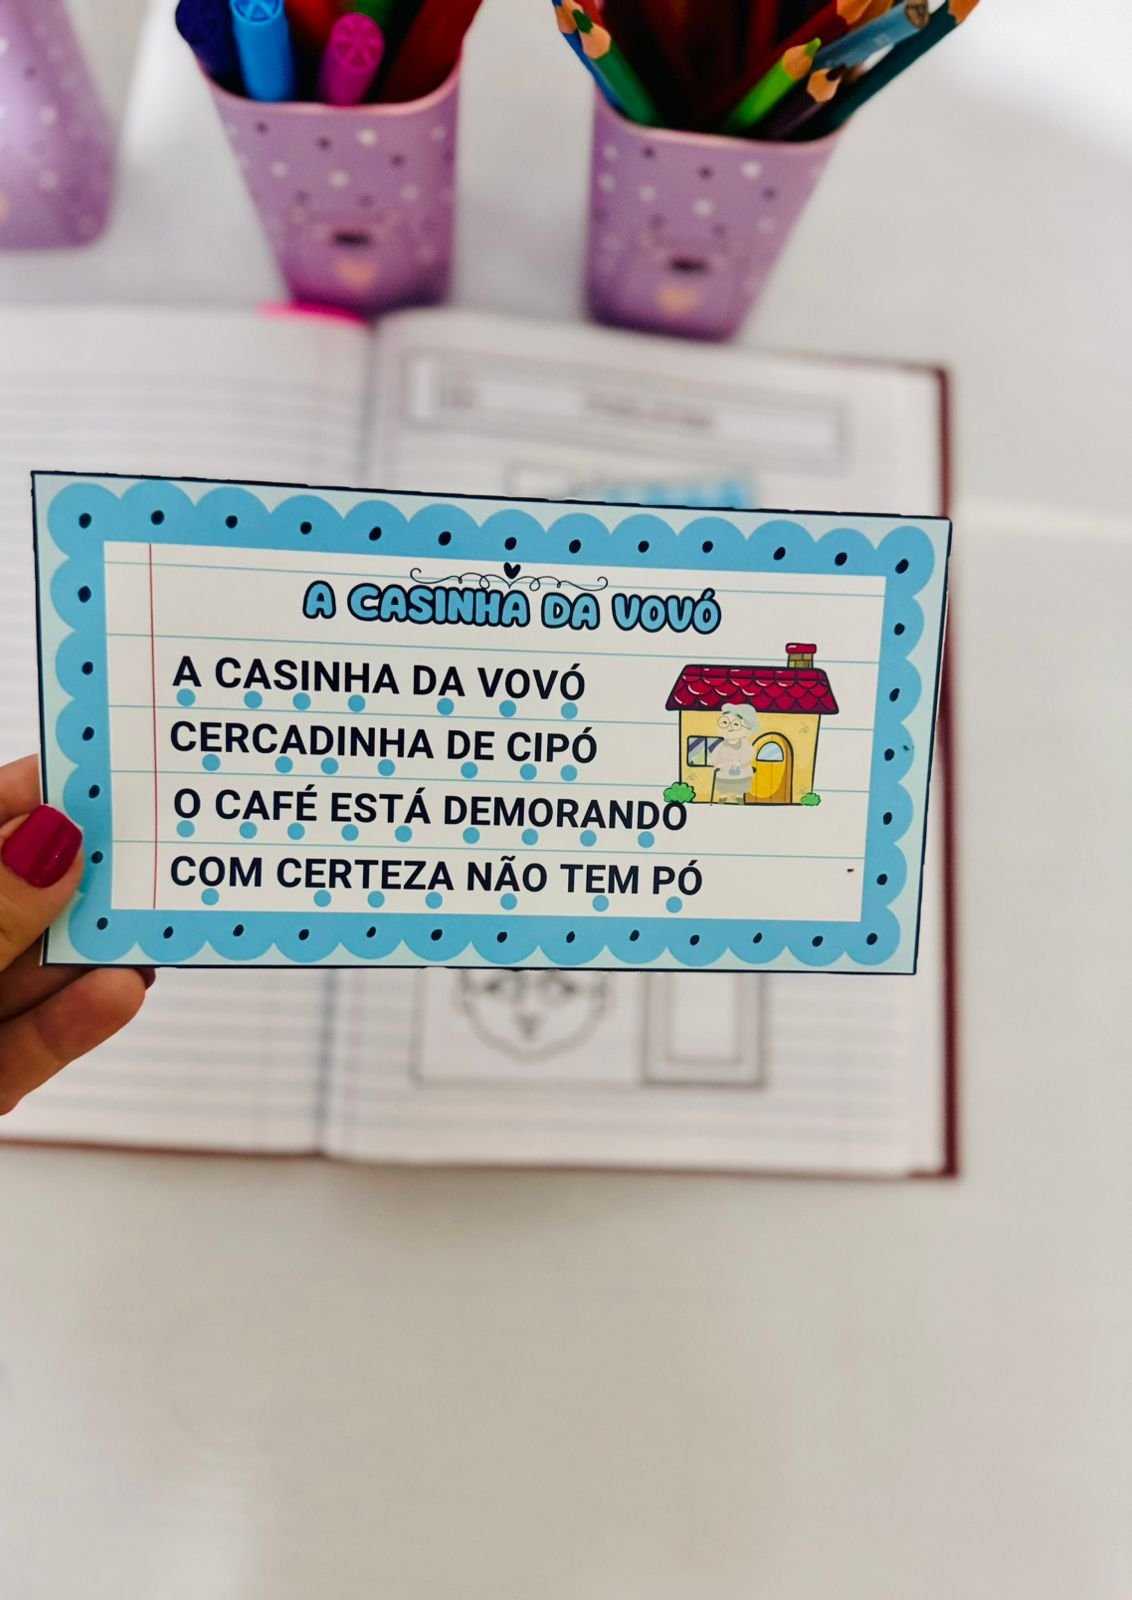 A CASINHA DA VOVÓ
A CASINHA DA VOVÓ
CERCADINHA DE CIPÓ
O CAFÉ ESTÁ DEMORANDO
COM CERTEZA NÃO TEM PÓ